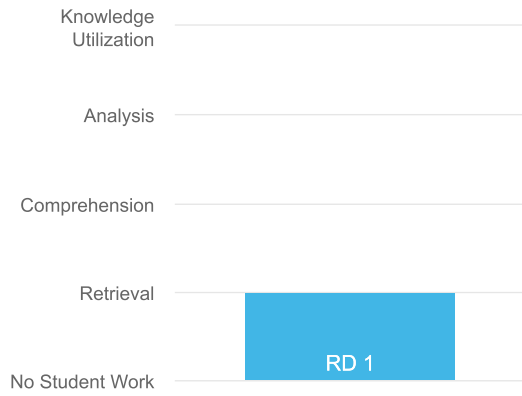 Knowledge
Utilization
Analysis
Comprehension
Retrieval
RD 1
No Student Work